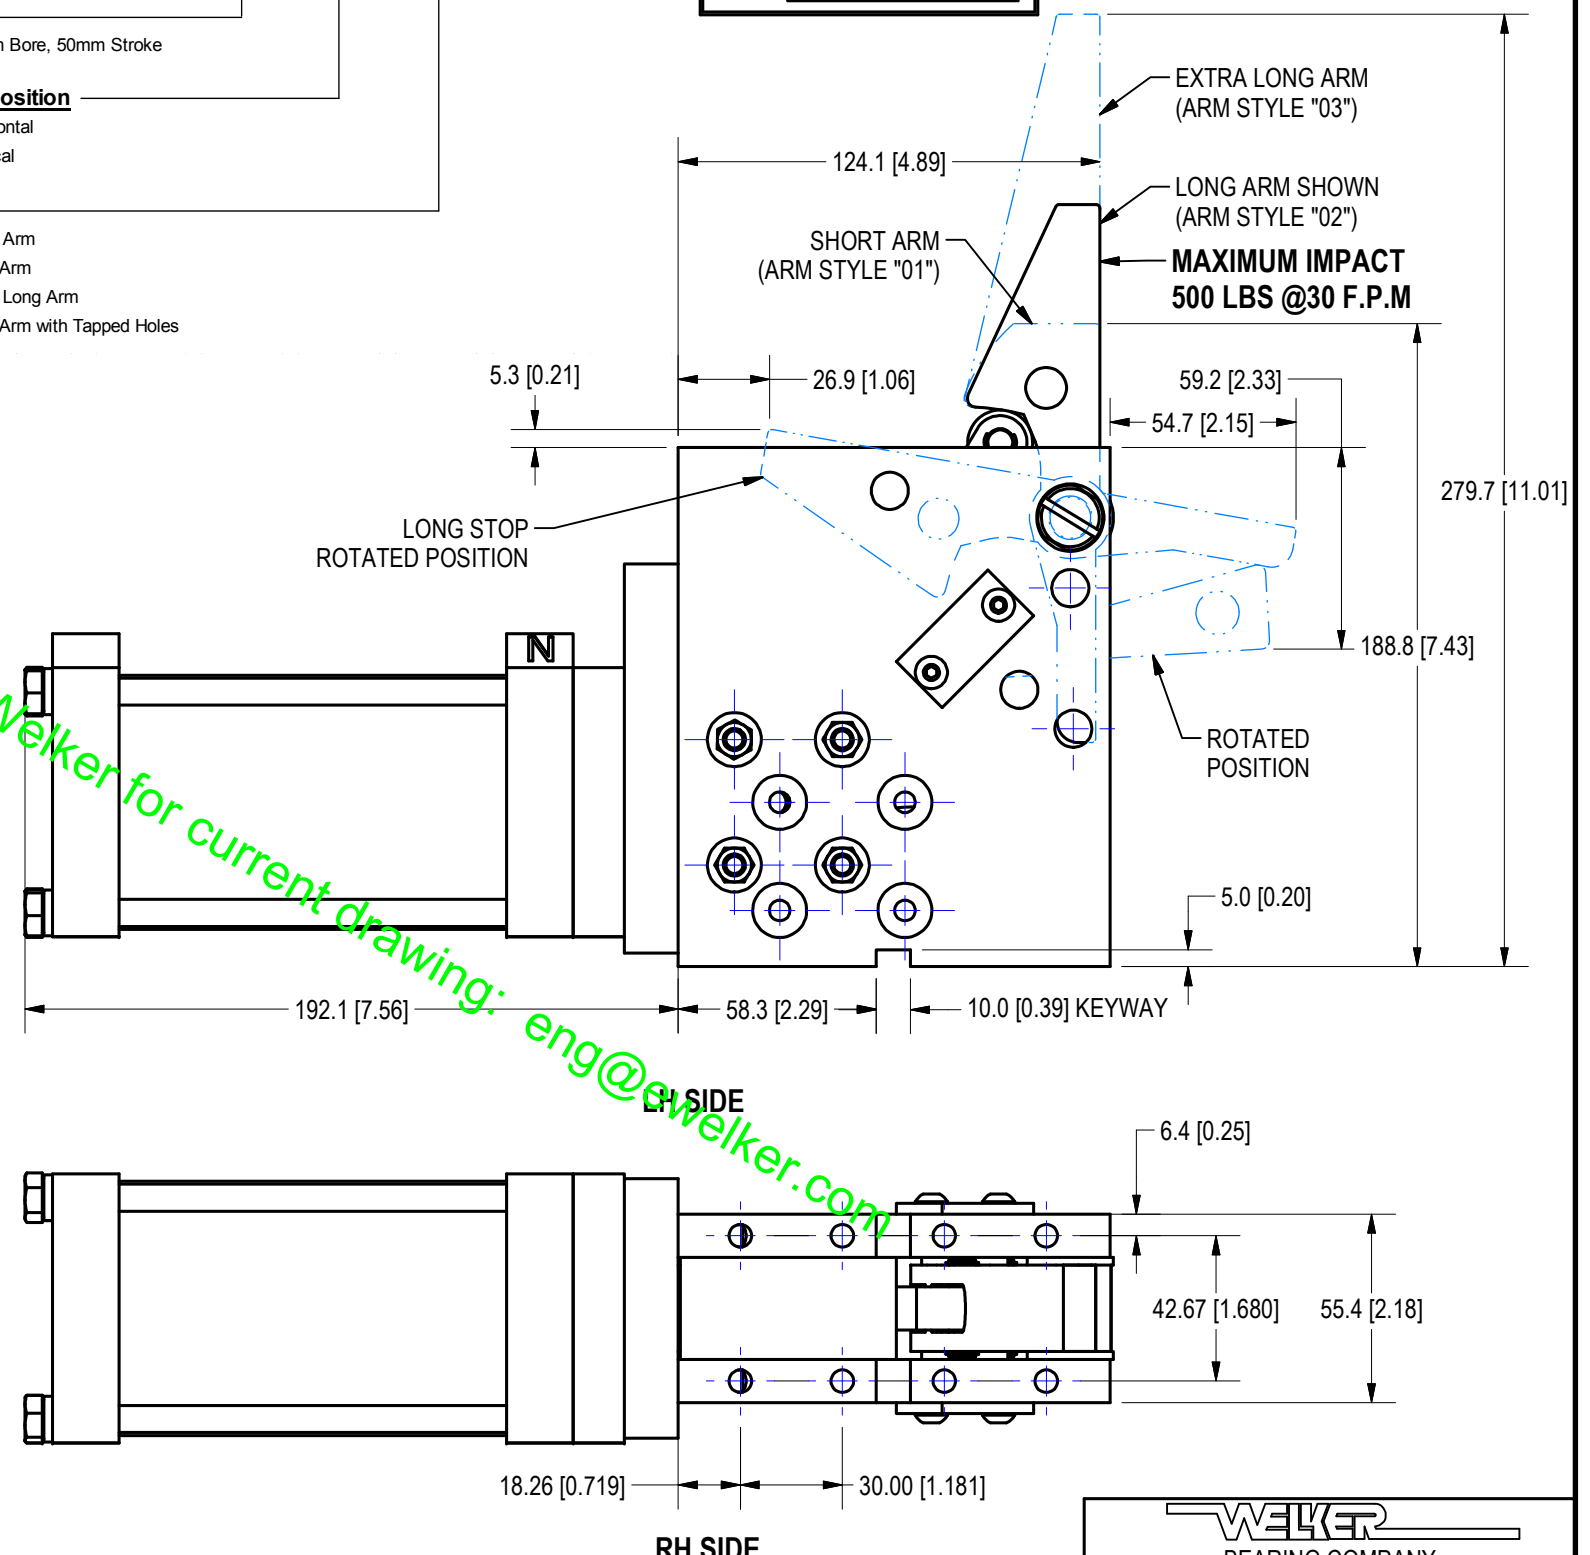 Bore, 50mm Stroke
osition
ontal
al
Arm
Arm
Long Arm
Arm with Tapped Holes
EXTRA LONG ARM
(ARM STYLE "03")
124.1 [4.89]
LONG ARM SHOWN
(ARM STYLE "02")
SHORT ARM
(ARM STYLE "01")
MAXIMUM IMPACT
500 LBS @30 F.P.M
5.3 [0.21]
26.9 [1.06]
59.2 [2.33]
54.7 [2.15]
279.7 [11.01]
LONG STOP
ROTATED POSITION
N
188.8 [7.43]
ROTATED
POSITION
Welker for current drawing: eng@ewelker.com
5.0 [0.20]
192.1 [7.56]
58.3 [2.29]
10.0 [0.39] KEYWAY
LH SIDE
6.4 [0.25]
42.67 [1.680]
55.4 [2.18]
18.26 [0.719]
30.00 [1.181]
RH SIDE
WELKER
BEARING COMPANY